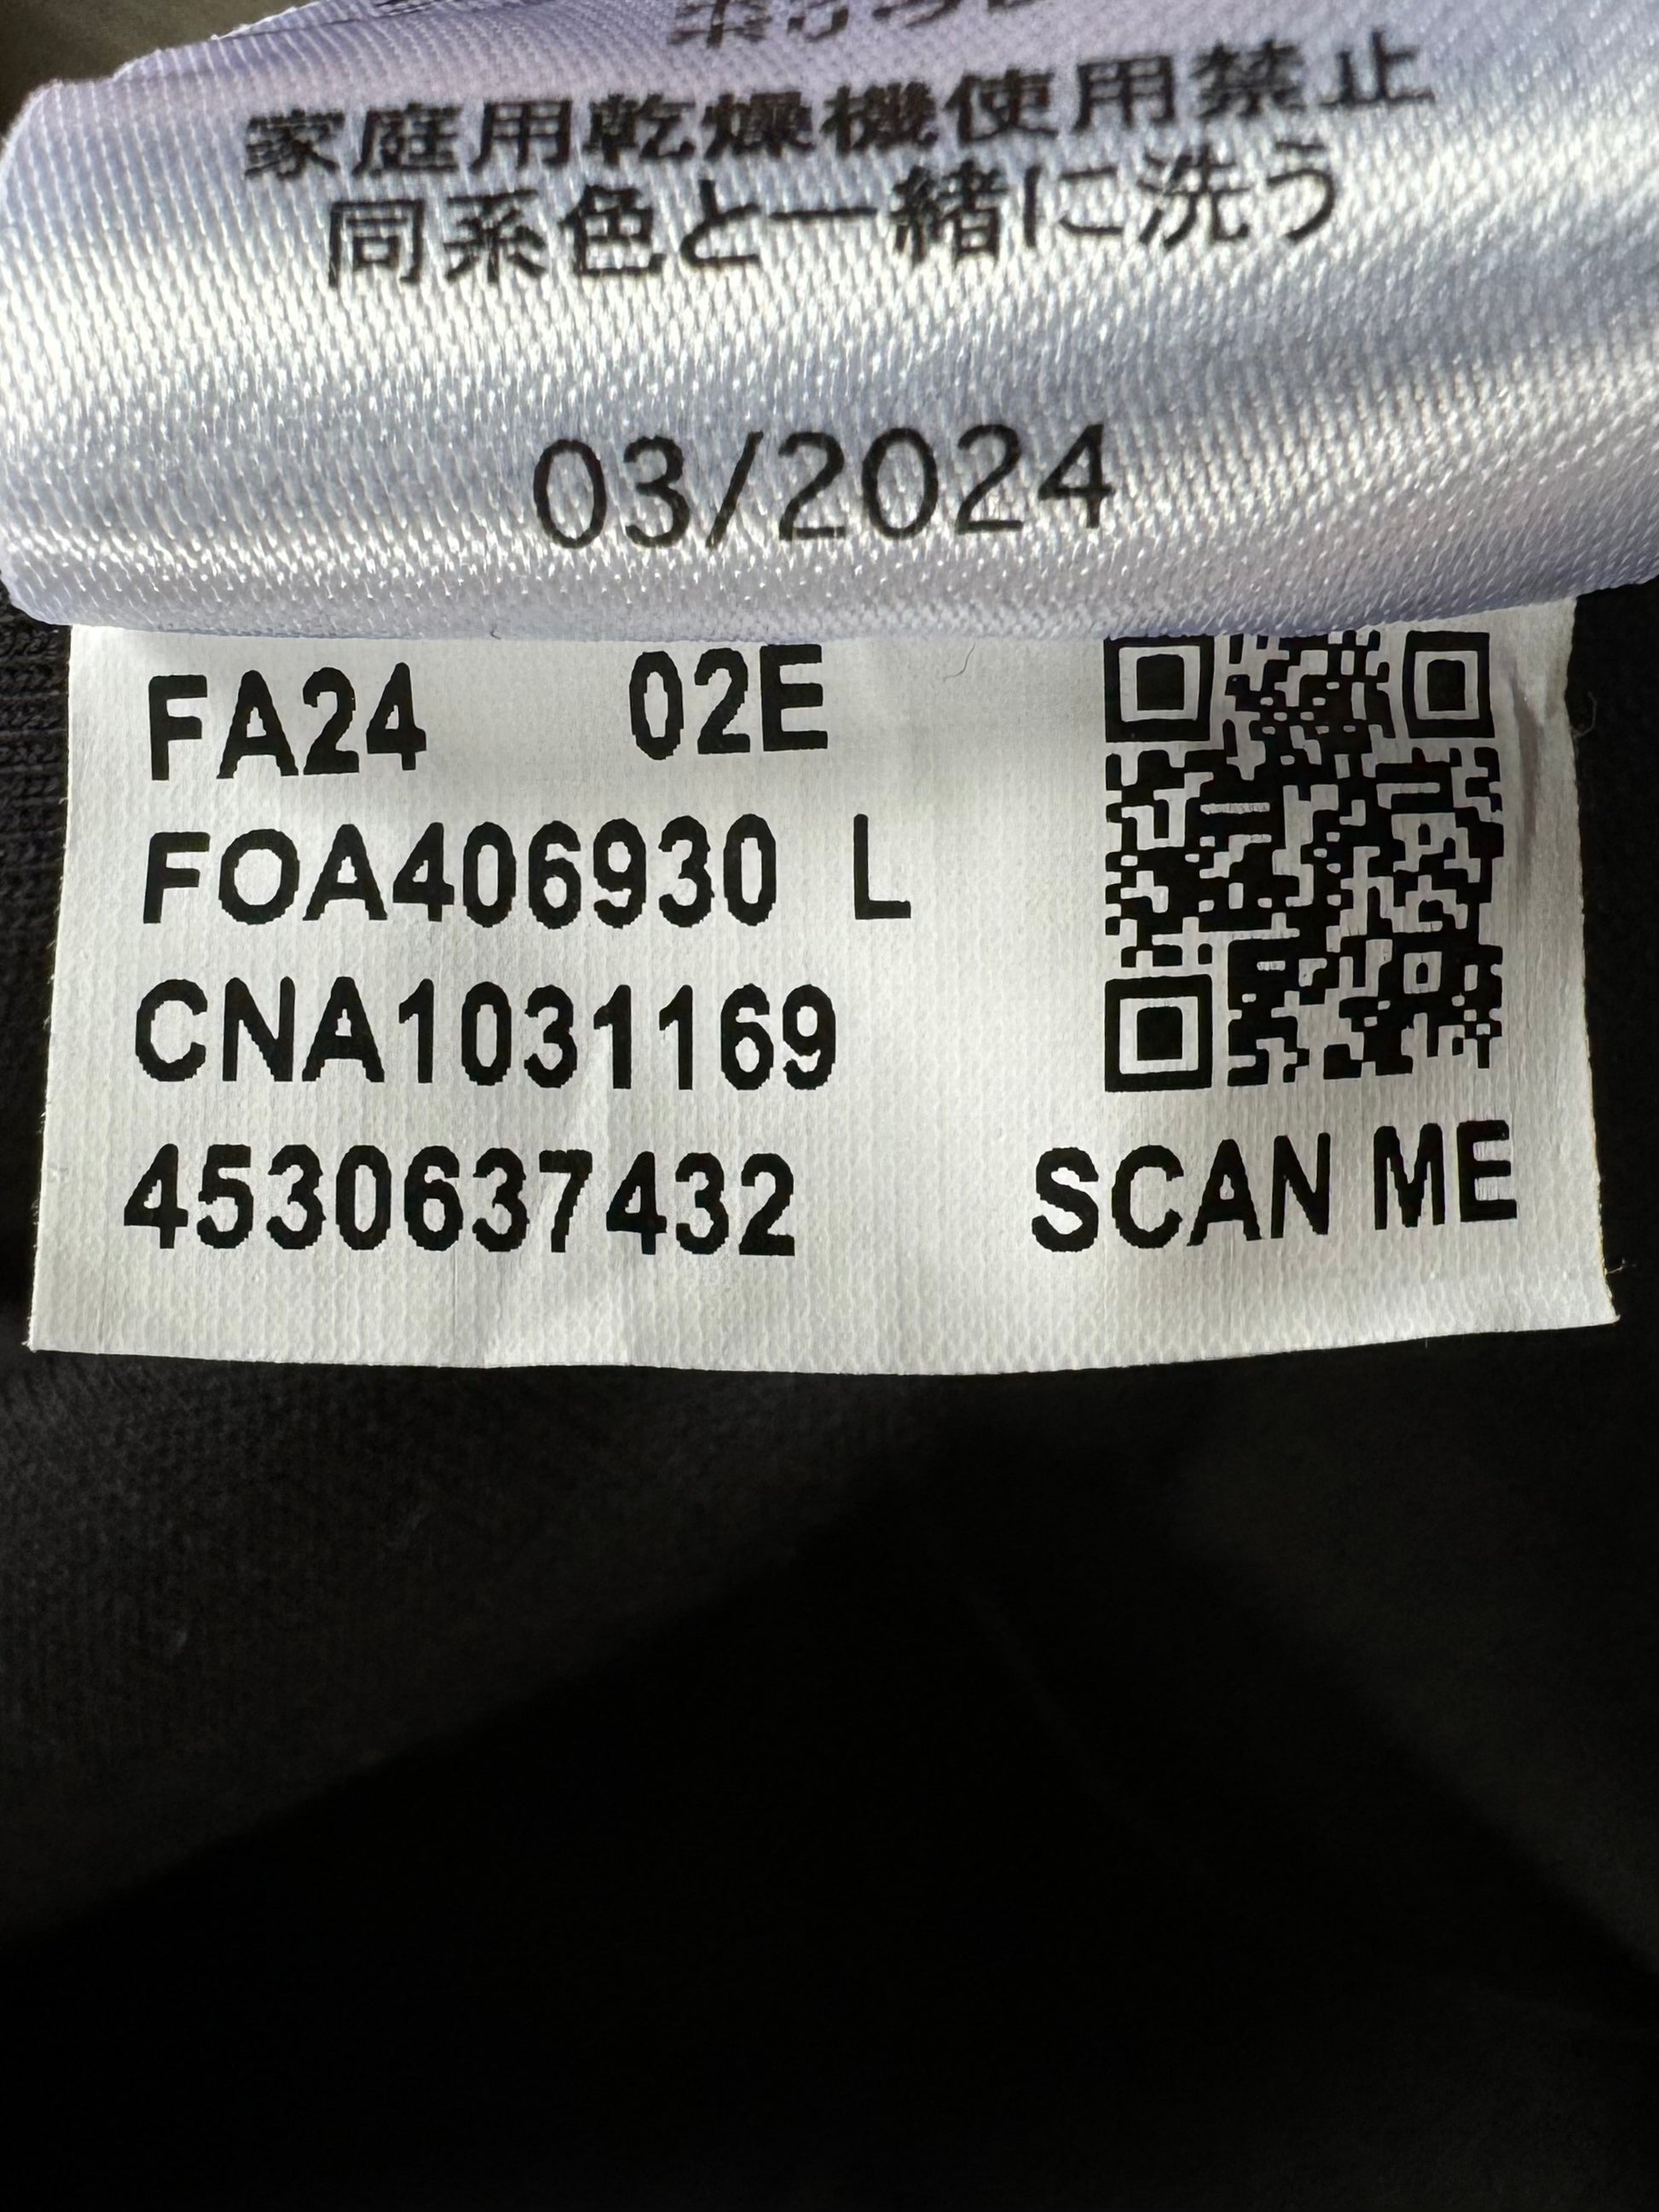 家庭用乾燥機使用禁止
同系色と一緒に洗う
03/2024
FA24 02E
FOA406930 L
CNA1031169
4530637432
SCAN ME